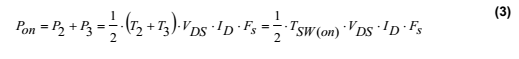 P_on = P_2 + P_3 = 1/2 · (T_2 + T_3) · V_DS · I_D · F_s = 1/2 · T_SW(on) · V_DS · I_D · F_s (3)